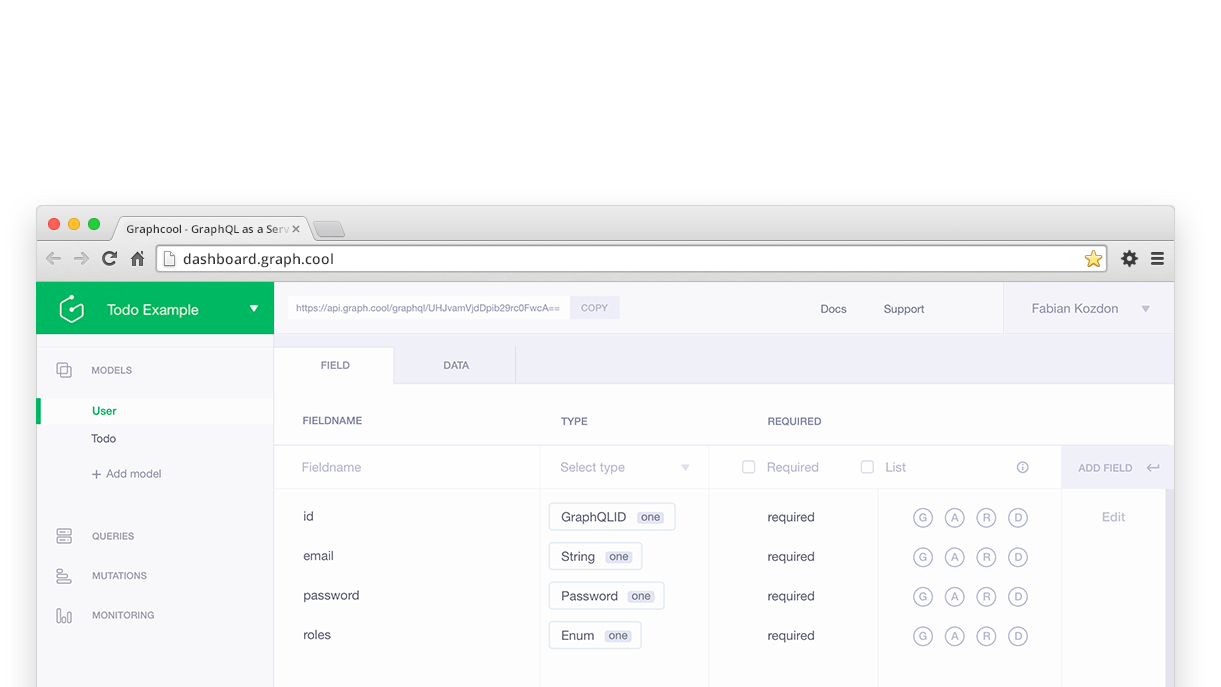 Graphcool - GraphQL as a Serv
dashboard.graph.cool
Todo Example
https://api.graph.cool/graphql/UHJvamVjdDpib29rc0FwcA==
COPY
Docs
Support
Fabian Kozdon
MODELS
User
Todo
+ Add model
QUERIES
MUTATIONS
MONITORING
FIELD
DATA
FIELDNAME
TYPE
REQUIRED
Fieldname
Select type
Required
List
ADD FIELD
id
GraphQLID one
required
G A R D
Edit
email
String one
required
G A R D
password
Password one
required
G A R D
roles
Enum one
required
G A R D